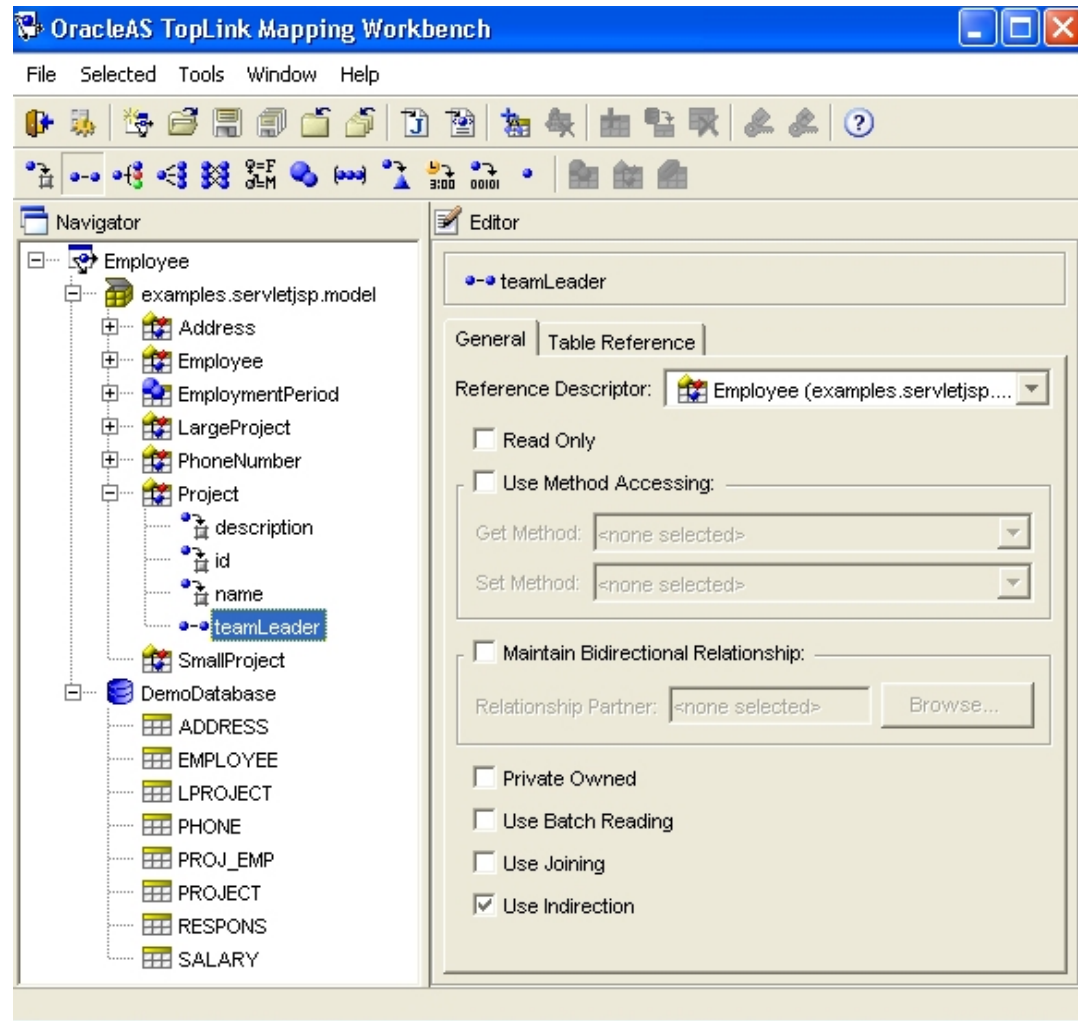 OracleAS TopLink Mapping Workbench
File Selected Tools Window Help
J ?
♀=F
♂=M
3:00 00101
Navigator
Employee
examples.servletjsp.model
Address
Employee
EmploymentPeriod
LargeProject
PhoneNumber
Project
description
id
name
teamLeader
SmallProject
DemoDatabase
ADDRESS
EMPLOYEE
LPROJECT
PHONE
PROJ_EMP
PROJECT
RESPONS
SALARY
Editor
teamLeader
General Table Reference
Reference Descriptor: Employee (examples.servletjsp....
Read Only
Use Method Accessing:
Get Method: <none selected>
Set Method: <none selected>
Maintain Bidirectional Relationship:
Relationship Partner: <none selected> Browse...
Private Owned
Use Batch Reading
Use Joining
Use Indirection